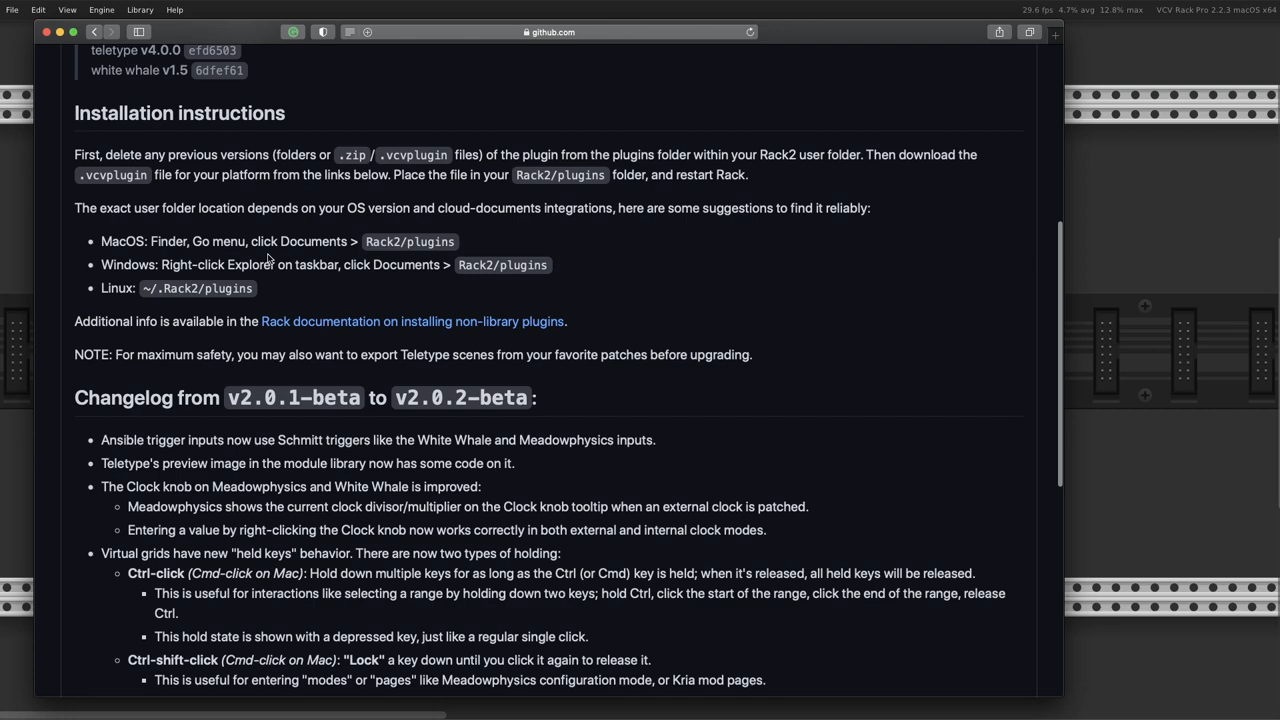 File Edit View Engine Library Help
29.6 fps 4.7% avg 12.8% max VCV Rack Pro 2.2.3 macOS x64
github.com
teletype v4.0.0 efd6503
white whale v1.5 6dfef61
Installation instructions
First, delete any previous versions (folders or .zip / .vcvplugin files) of the plugin from the plugins folder within your Rack2 user folder. Then download the
.vcvplugin file for your platform from the links below. Place the file in your Rack2/plugins folder, and restart Rack.
The exact user folder location depends on your OS version and cloud-documents integrations, here are some suggestions to find it reliably:
• MacOS: Finder, Go menu, click Documents > Rack2/plugins
• Windows: Right-click Explorer on taskbar, click Documents > Rack2/plugins
• Linux: ~/.Rack2/plugins
Additional info is available in the Rack documentation on installing non-library plugins.
NOTE: For maximum safety, you may also want to export Teletype scenes from your favorite patches before upgrading.
Changelog from v2.0.1-beta to v2.0.2-beta:
• Ansible trigger inputs now use Schmitt triggers like the White Whale and Meadowphysics inputs.
• Teletype's preview image in the module library now has some code on it.
• The Clock knob on Meadowphysics and White Whale is improved:
◦ Meadowphysics shows the current clock divisor/multiplier on the Clock knob tooltip when an external clock is patched.
◦ Entering a value by right-clicking the Clock knob now works correctly in both external and internal clock modes.
• Virtual grids have new "held keys" behavior. There are now two types of holding:
◦ Ctrl-click (Cmd-click on Mac): Hold down multiple keys for as long as the Ctrl (or Cmd) key is held; when it's released, all held keys will be released.
▪ This is useful for interactions like selecting a range by holding down two keys; hold Ctrl, click the start of the range, click the end of the range, release
Ctrl.
▪ This hold state is shown with a depressed key, just like a regular single click.
◦ Ctrl-shift-click (Cmd-click on Mac): "Lock" a key down until you click it again to release it.
▪ This is useful for entering "modes" or "pages" like Meadowphysics configuration mode, or Kria mod pages.